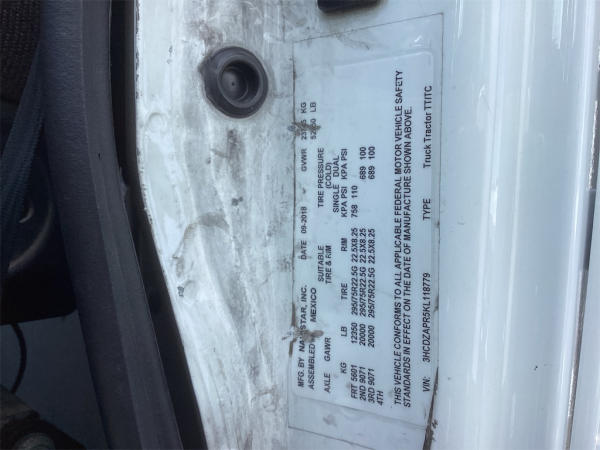 MFG. BY NAVISTAR, INC. DATE 09-2018 GVWR KG
ASSEMBLED MEXICO LB
SUITABLE TIRE PRESSURE
AXLE GAWR TIRE & RIM (COLD)
SINGLE DUAL
KG LB TIRE RIM KPA PSI KPA PSI
FRT 5601 12350 295/75R22.5G 22.5X8.25 758 110
2ND 9071 20000 295/75R22.5G 22.5X8.25 689 100
3RD 9071 20000 295/75R22.5G 22.5X8.25 689 100
4TH
THIS VEHICLE CONFORMS TO ALL APPLICABLE FEDERAL MOTOR VEHICLE SAFETY
STANDARDS IN EFFECT ON THE DATE OF MANUFACTURE SHOWN ABOVE.
VIN: 3HCDZAPR5KL118779 TYPE Truck Tractor TT/TC